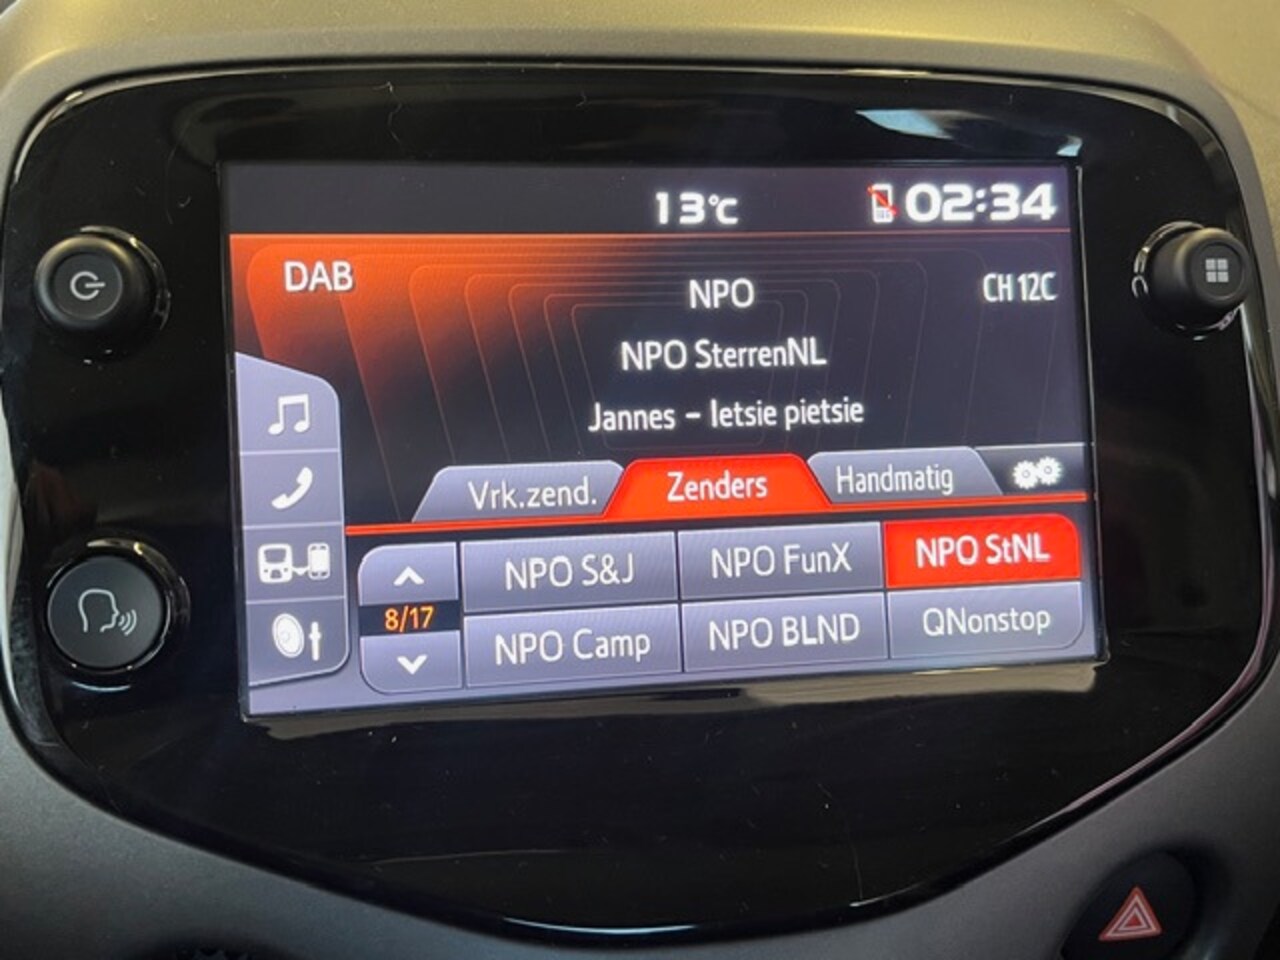 13°C 02:34
DAB
NPO
CH 12C
NPO SterrenNL
Jannes - Ietsie pietsie
Vrk.zend. Zenders Handmatig
NPO S&J NPO FunX NPO StNL
8/17
NPO Camp NPO BLND QNonstop